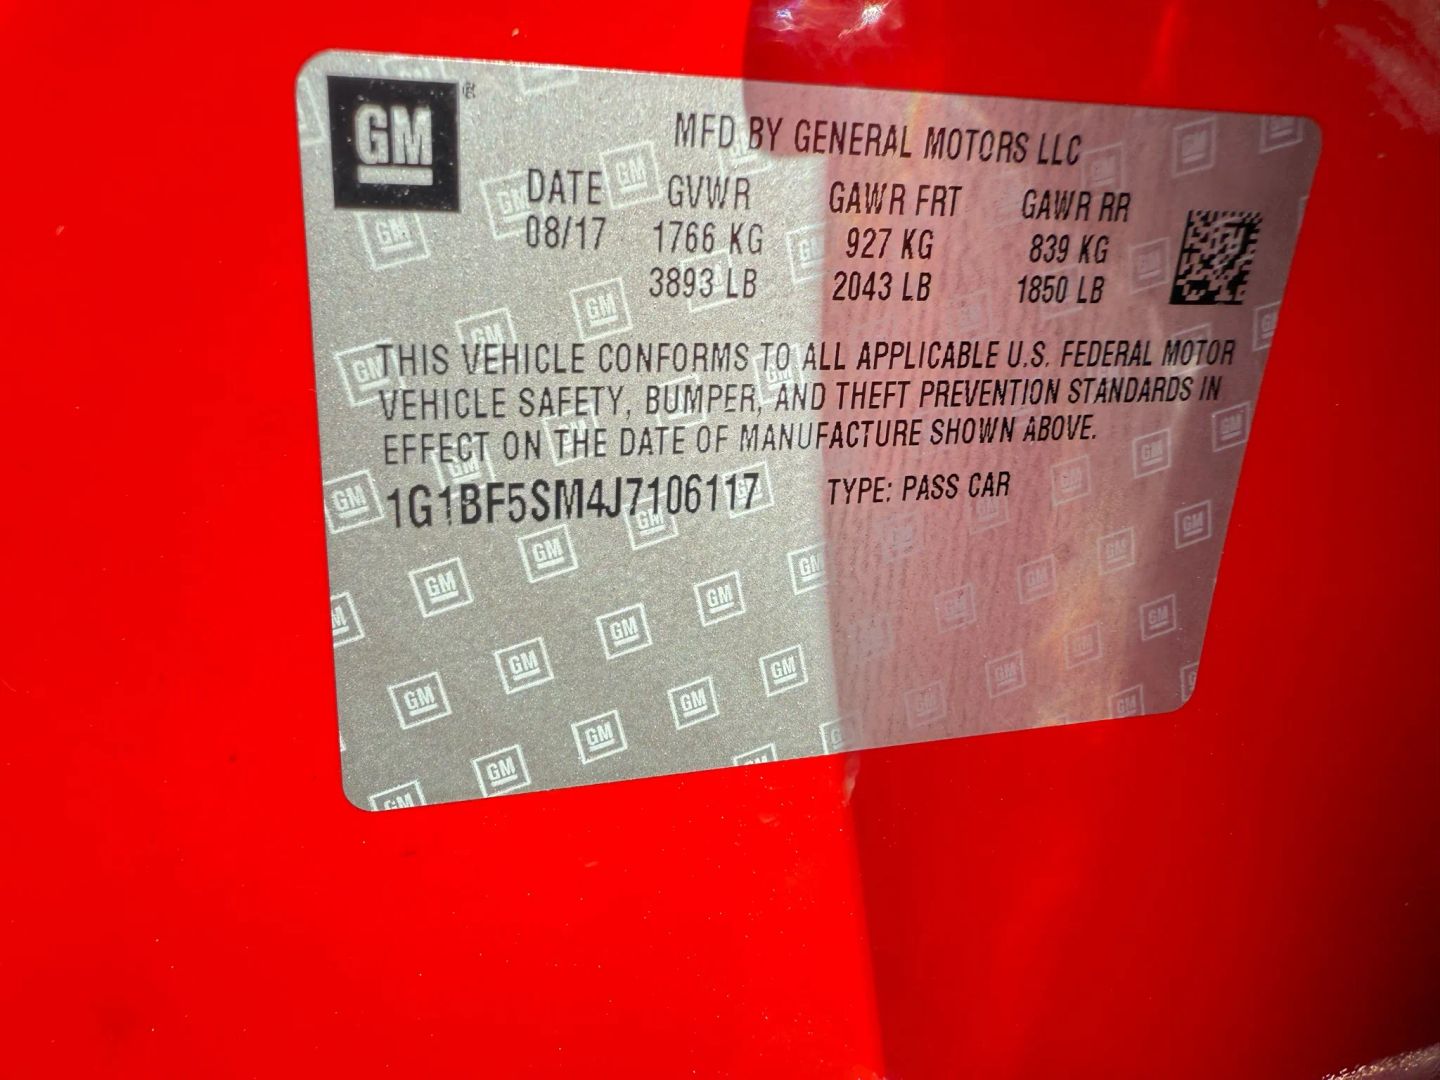 GM
MFD BY GENERAL MOTORS LLC
DATE GVWR GAWR FRT GAWR RR
08/17 1766 KG 927 KG 839 KG
3893 LB 2043 LB 1850 LB
THIS VEHICLE CONFORMS TO ALL APPLICABLE U.S. FEDERAL MOTOR
VEHICLE SAFETY, BUMPER, AND THEFT PREVENTION STANDARDS IN
EFFECT ON THE DATE OF MANUFACTURE SHOWN ABOVE.
1G1BF5SM4J7106117 TYPE: PASS CAR